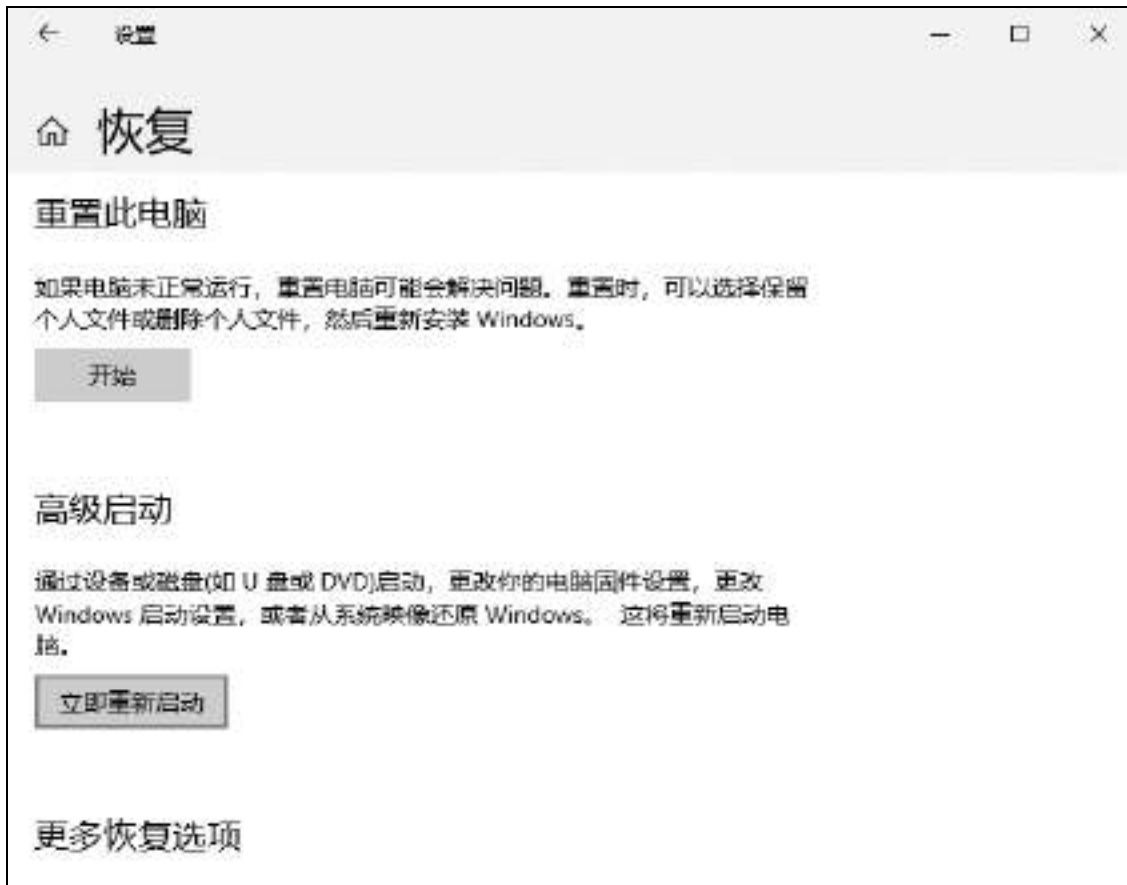 设置
恢复
重置此电脑
如果电脑未正常运行，重置电脑可能会解决问题。重置时，可以选择保留
个人文件或删除个人文件，然后重新安装 Windows。
开始
高级启动
通过设备或磁盘(如 U 盘或 DVD)启动，更改你的电脑固件设置，更改
Windows 启动设置，或者从系统映像还原 Windows。 这将重新启动电
脑。
立即重新启动
更多恢复选项